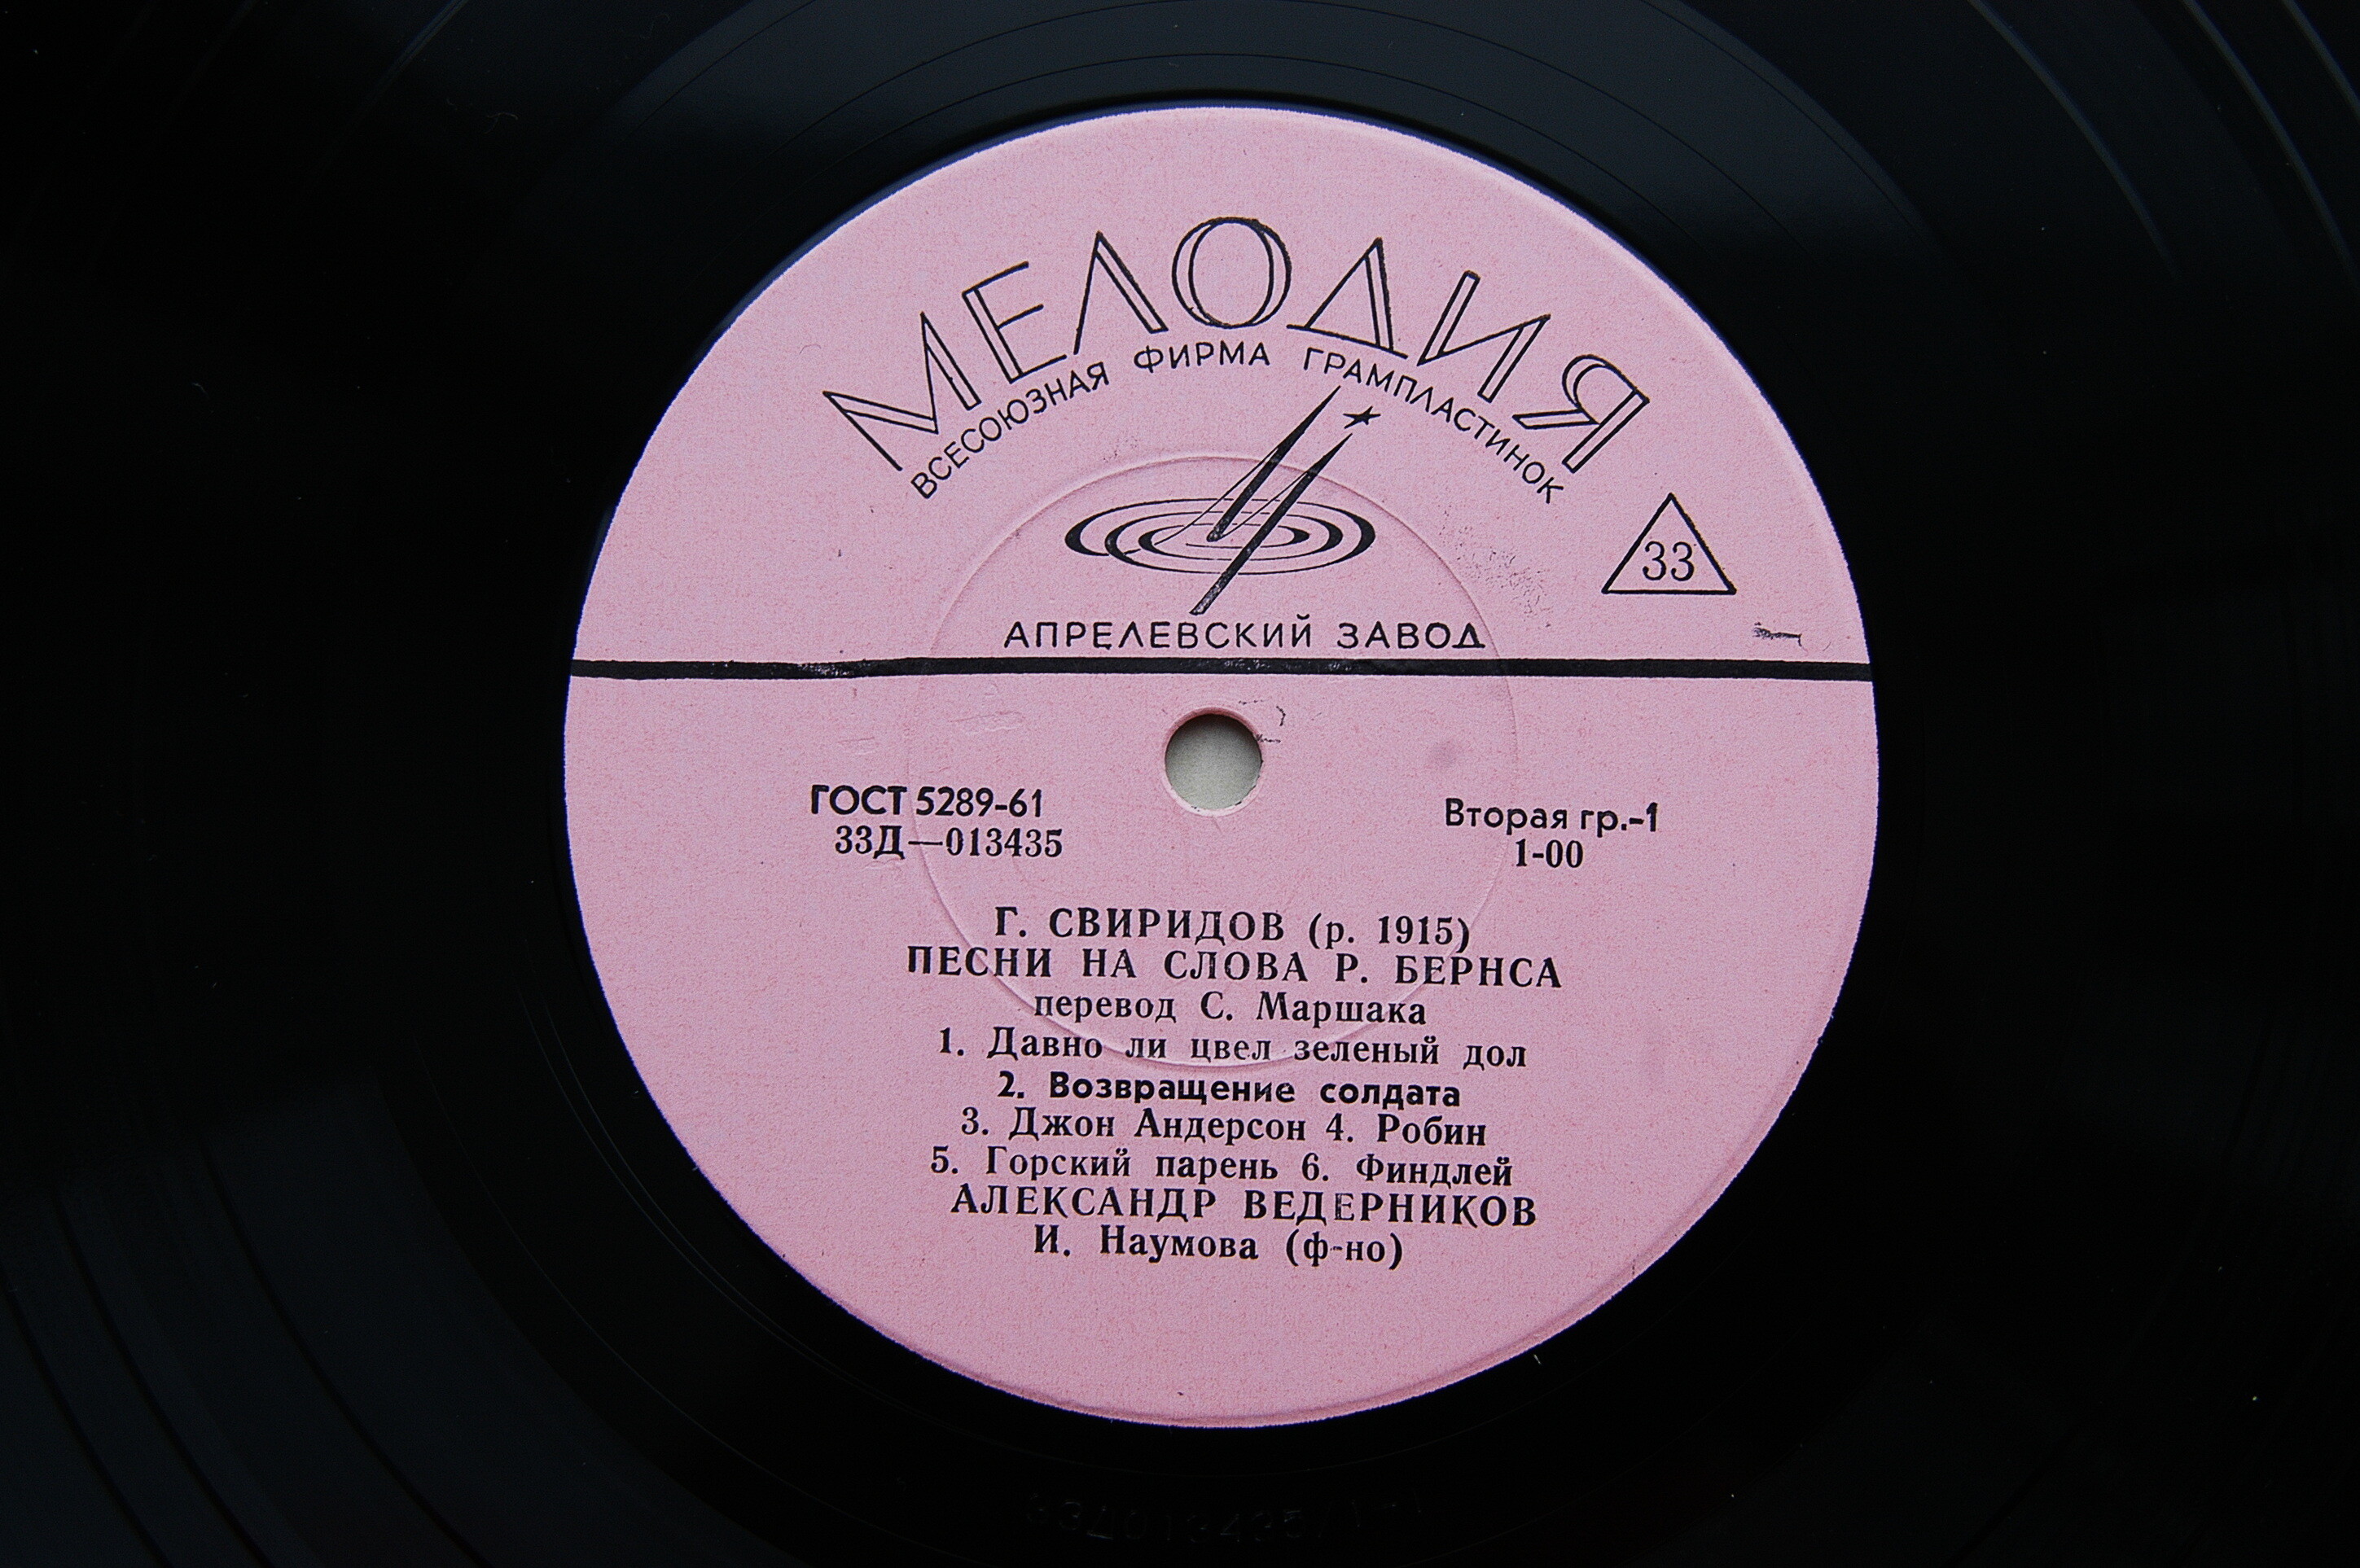 МЕЛОДИЯ
ВСЕСОЮЗНАЯ ФИРМА ГРАМПЛАСТИНОК
33
АПРЕЛЕВСКИЙ ЗАВОД
ГОСТ 5289-61
33Д—013435
Вторая гр.-1
1-00
Г. СВИРИДОВ (р. 1915)
ПЕСНИ НА СЛОВА Р. БЕРНСА
перевод С. Маршака
1. Давно ли цвел зеленый дол
2. Возвращение солдата
3. Джон Андерсон 4. Робин
5. Горский парень 6. Финдлей
АЛЕКСАНДР ВЕДЕРНИКОВ
И. Наумова (ф-но)